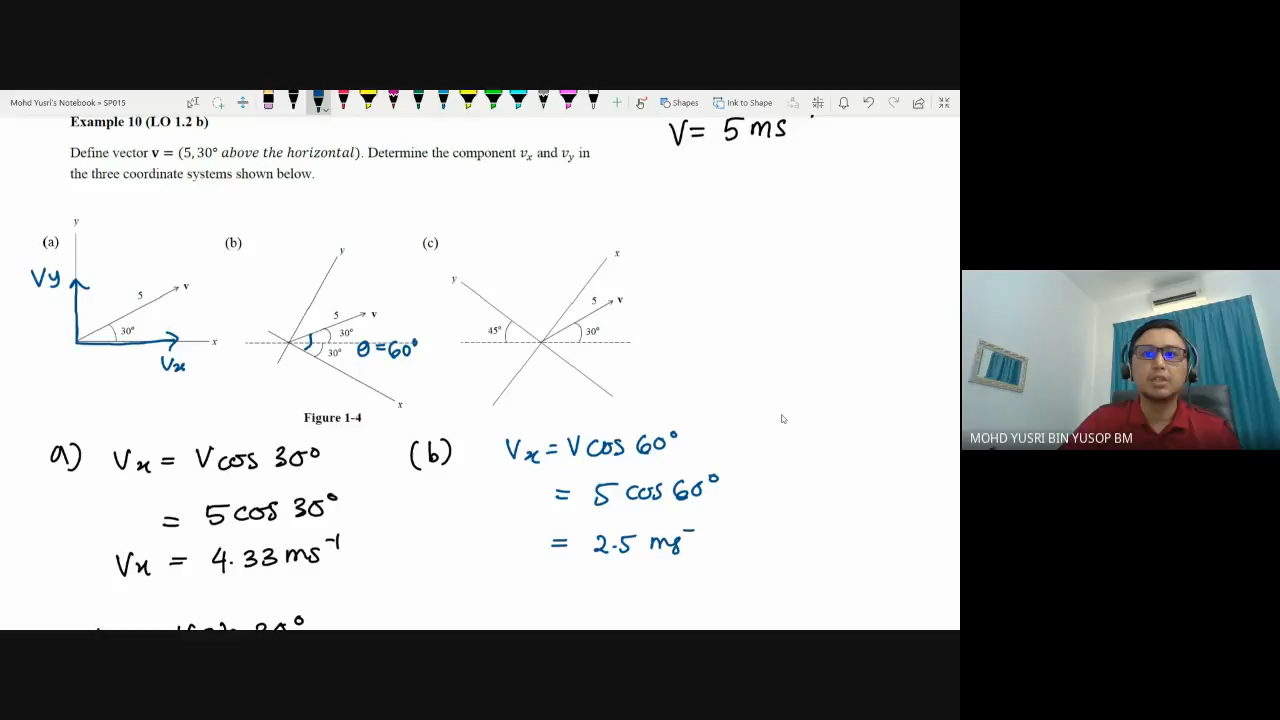 Mohd Yusri's Notebook » SP015
Shapes
Ink to Shape
Example 10 (LO 1.2 b)
V = 5 ms
Define vector v = (5, 30° above the horizontal). Determine the component vx and vy in
the three coordinate systems shown below.
(a)
y
Vy
5
v
30°
x
Vx
(b)
y
5
v
30°
30°
θ = 60°
x
(c)
x
y
5
v
45°
30°
Figure 1-4
a) Vx = V cos 30°
= 5 cos 30°
Vx = 4.33 ms⁻¹
(b) Vx = V cos 60°
= 5 cos 60°
= 2.5 ms⁻
MOHD YUSRI BIN YUSOP BM